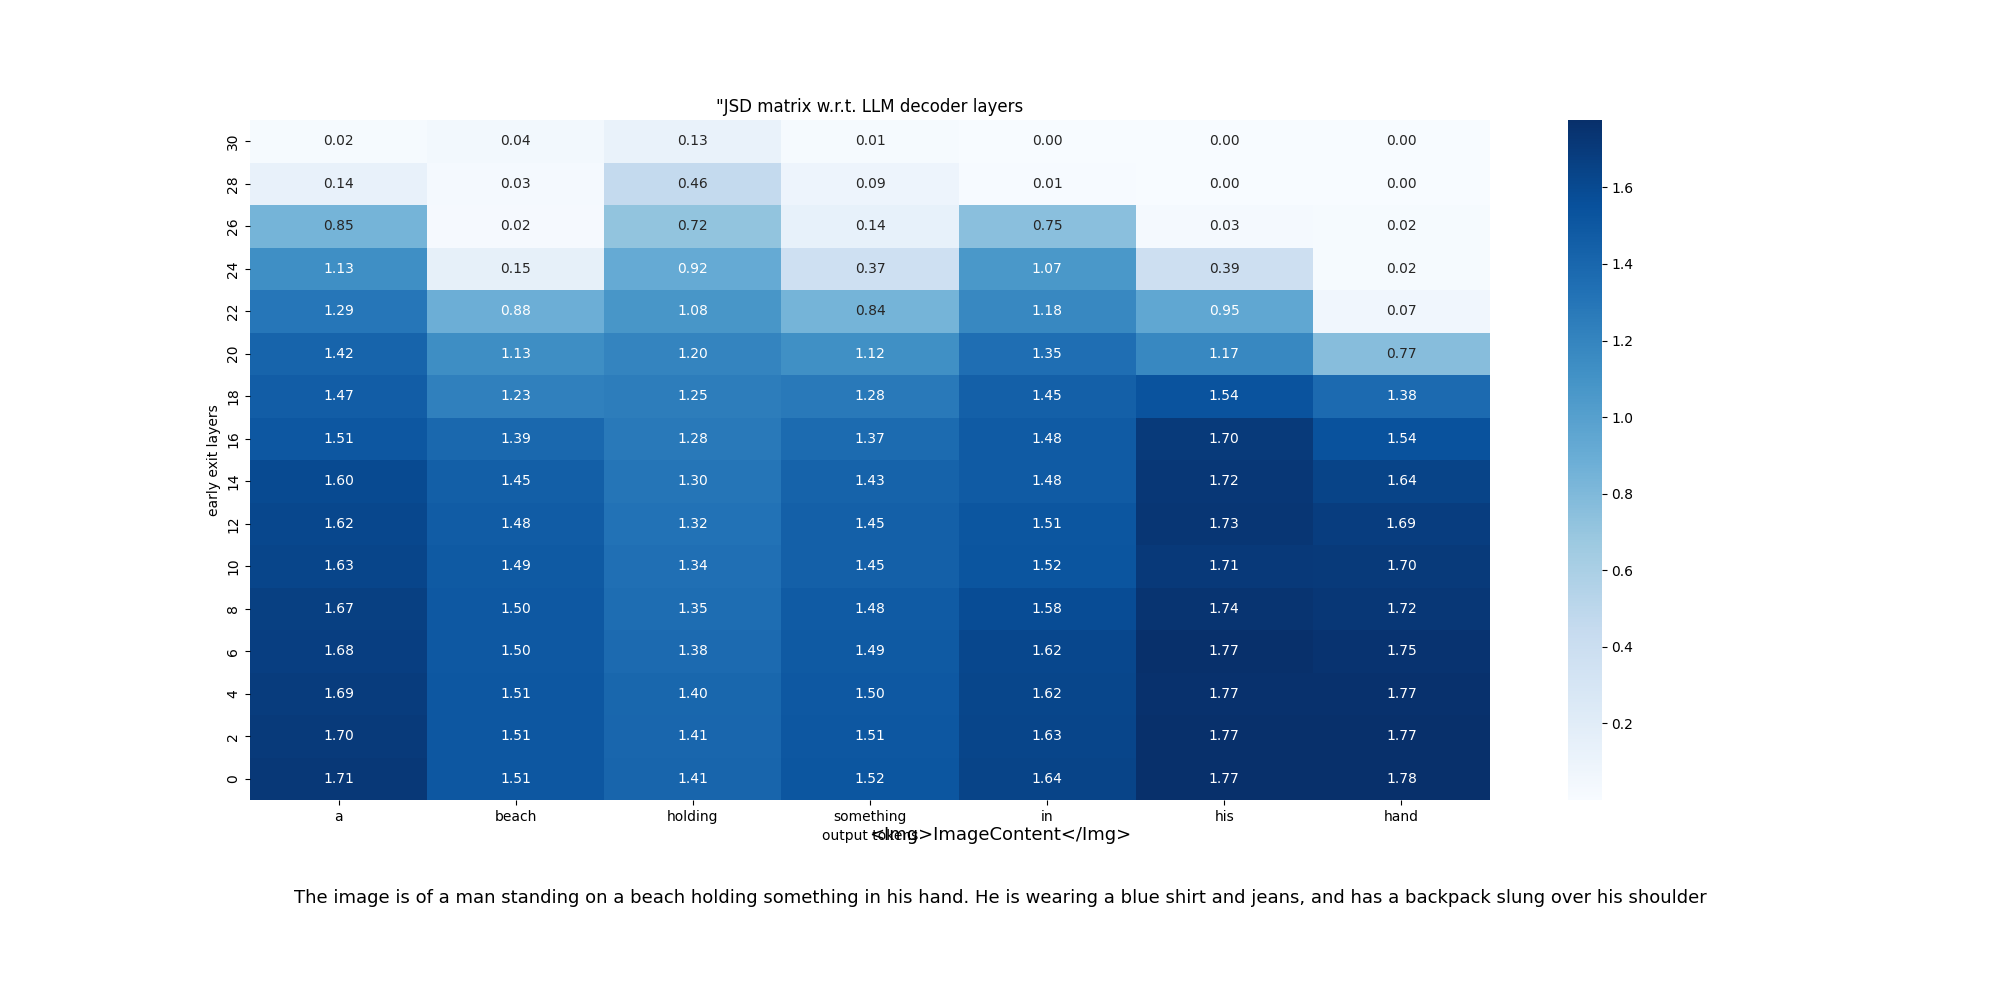 "JSD matrix w.r.t. LLM decoder layers
30 0.02 0.04 0.13 0.01 0.00 0.00 0.00
28 0.14 0.03 0.46 0.09 0.01 0.00 0.00
26 0.85 0.02 0.72 0.14 0.75 0.03 0.02
24 1.13 0.15 0.92 0.37 1.07 0.39 0.02
22 1.29 0.88 1.08 0.84 1.18 0.95 0.07
20 1.42 1.13 1.20 1.12 1.35 1.17 0.77
18 1.47 1.23 1.25 1.28 1.45 1.54 1.38
16 1.51 1.39 1.28 1.37 1.48 1.70 1.54
14 1.60 1.45 1.30 1.43 1.48 1.72 1.64
12 1.62 1.48 1.32 1.45 1.51 1.73 1.69
10 1.63 1.49 1.34 1.45 1.52 1.71 1.70
8 1.67 1.50 1.35 1.48 1.58 1.74 1.72
6 1.68 1.50 1.38 1.49 1.62 1.77 1.75
4 1.69 1.51 1.40 1.50 1.62 1.77 1.77
2 1.70 1.51 1.41 1.51 1.63 1.77 1.77
0 1.71 1.51 1.41 1.52 1.64 1.77 1.78
early exit layers
a beach holding something in his hand
output tokens
<Img>ImageContent</Img>
1.6
1.4
1.2
1.0
0.8
0.6
0.4
0.2
The image is of a man standing on a beach holding something in his hand. He is wearing a blue shirt and jeans, and has a backpack slung over his shoulder